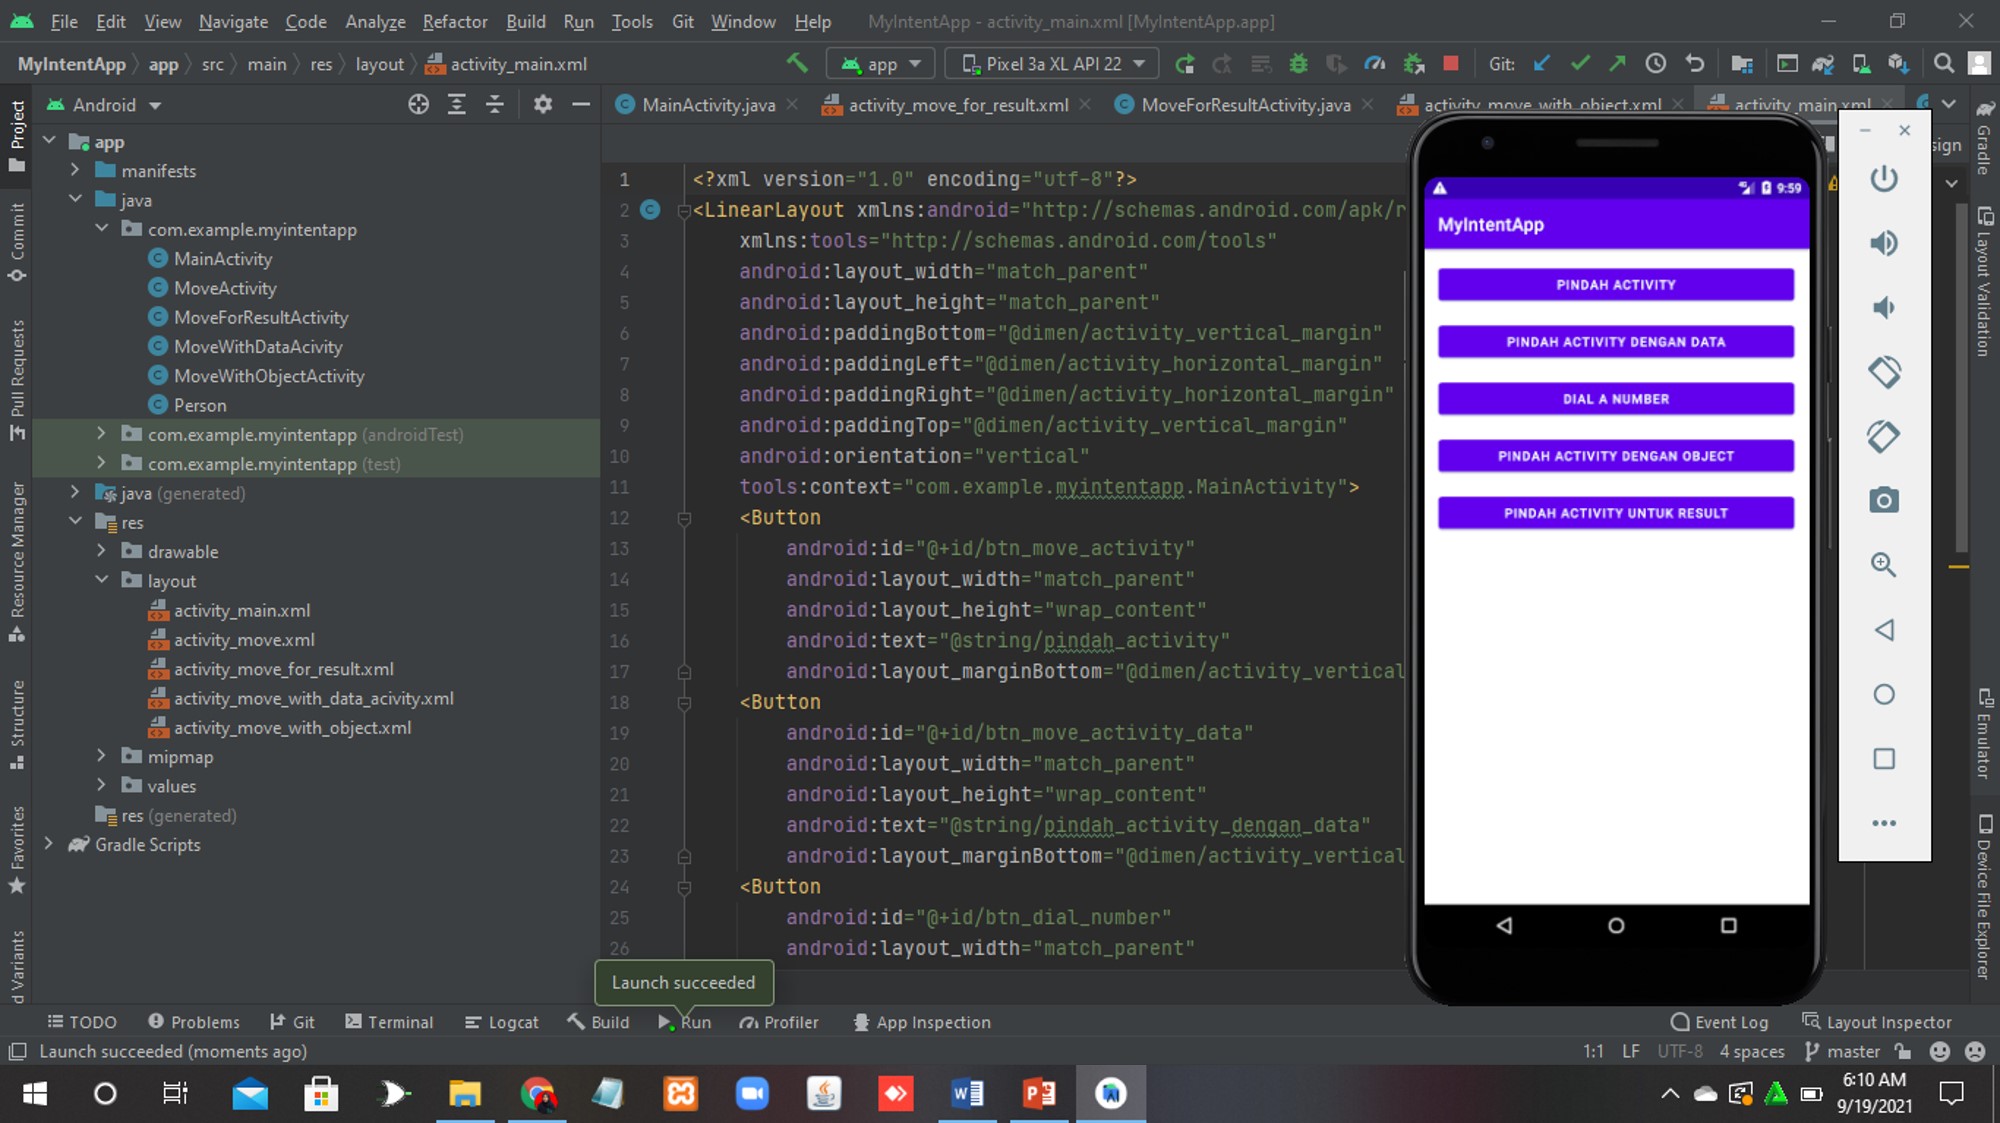 File Edit View Navigate Code Analyze Refactor Build Run Tools Git Window Help MyIntentApp - activity_main.xml [MyIntentApp.app]
MyIntentApp app src main res layout activity_main.xml app Pixel 3a XL API 22 Git:
Android
MainActivity.java activity_move_for_result.xml MoveForResultActivity.java activity_move_with_object.xml activity_main.xml
Project
Commit
Pull Requests
Resource Manager
Structure
Favorites
d Variants
app
manifests
java
com.example.myintentapp
MainActivity
MoveActivity
MoveForResultActivity
MoveWithDataAcivity
MoveWithObjectActivity
Person
com.example.myintentapp (androidTest)
com.example.myintentapp (test)
java (generated)
res
drawable
layout
activity_main.xml
activity_move.xml
activity_move_for_result.xml
activity_move_with_data_acivity.xml
activity_move_with_object.xml
mipmap
values
res (generated)
Gradle Scripts
1 <?xml version="1.0" encoding="utf-8"?>
2 <LinearLayout xmlns:android="http://schemas.android.com/apk/r
3 xmlns:tools="http://schemas.android.com/tools"
4 android:layout_width="match_parent"
5 android:layout_height="match_parent"
6 android:paddingBottom="@dimen/activity_vertical_margin"
7 android:paddingLeft="@dimen/activity_horizontal_margin"
8 android:paddingRight="@dimen/activity_horizontal_margin"
9 android:paddingTop="@dimen/activity_vertical_margin"
10 android:orientation="vertical"
11 tools:context="com.example.myintentapp.MainActivity">
12 <Button
13 android:id="@+id/btn_move_activity"
14 android:layout_width="match_parent"
15 android:layout_height="wrap_content"
16 android:text="@string/pindah_activity"
17 android:layout_marginBottom="@dimen/activity_vertical
18 <Button
19 android:id="@+id/btn_move_activity_data"
20 android:layout_width="match_parent"
21 android:layout_height="wrap_content"
22 android:text="@string/pindah_activity_dengan_data"
23 android:layout_marginBottom="@dimen/activity_vertical
24 <Button
25 android:id="@+id/btn_dial_number"
26 android:layout_width="match_parent"
9:59
MyIntentApp
PINDAH ACTIVITY
PINDAH ACTIVITY DENGAN DATA
DIAL A NUMBER
PINDAH ACTIVITY DENGAN OBJECT
PINDAH ACTIVITY UNTUK RESULT
sign
Gradle
Layout Validation
Emulator
Device File Explorer
Launch succeeded
TODO Problems Git Terminal Logcat Build Run Profiler App Inspection Event Log Layout Inspector
Launch succeeded (moments ago) 1:1 LF UTF-8 4 spaces master
6:10 AM
9/19/2021